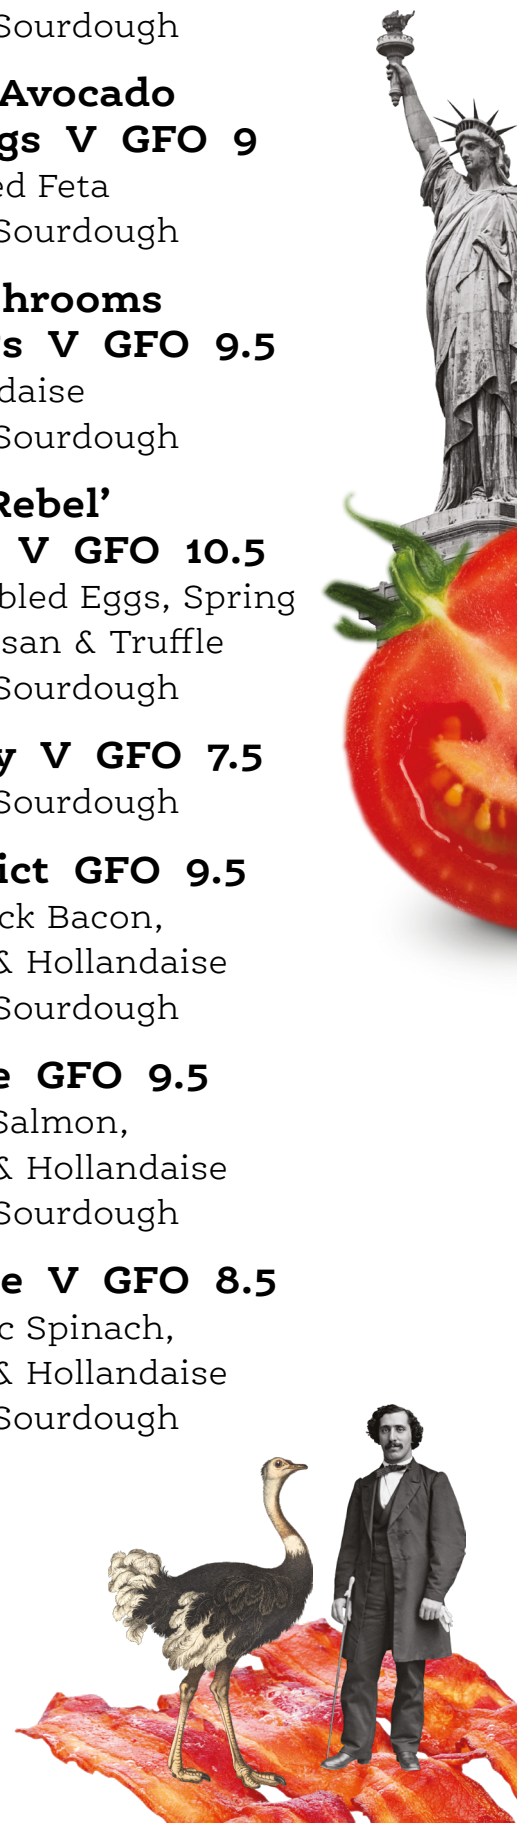 Sourdough
Avocado
gs V GFO 9
ed Feta
Sourdough
hrooms
s V GFO 9.5
daise
Sourdough
Rebel’
V GFO 10.5
bled Eggs, Spring
san & Truffle
Sourdough
y V GFO 7.5
Sourdough
ict GFO 9.5
ck Bacon,
& Hollandaise
Sourdough
e GFO 9.5
Salmon,
& Hollandaise
Sourdough
e V GFO 8.5
c Spinach,
& Hollandaise
Sourdough